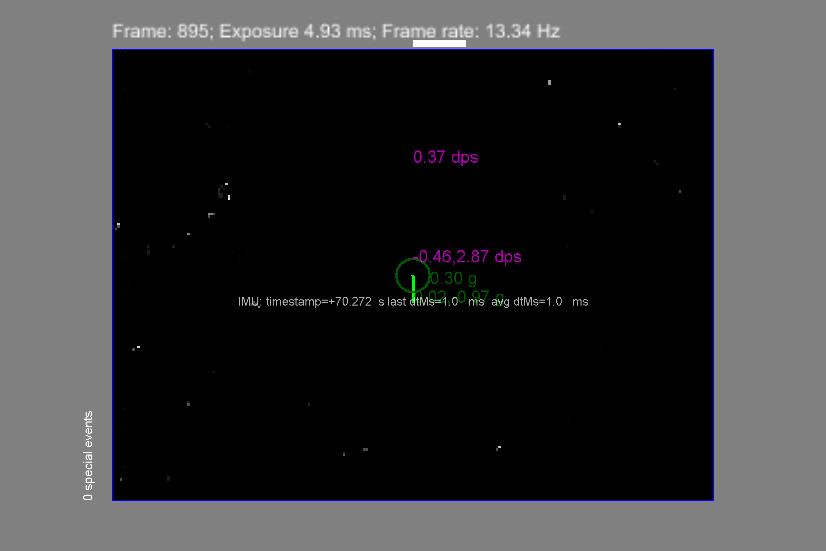 Frame: 895; Exposure 4.93 ms; Frame rate: 13.34 Hz
0.37 dps
-0.46,2.87 dps
0.30 g
0.02,-0.97 g
IMU: timestamp=+70.272 s last dtMs=1.0 ms avg dtMs=1.0 ms
0 special events